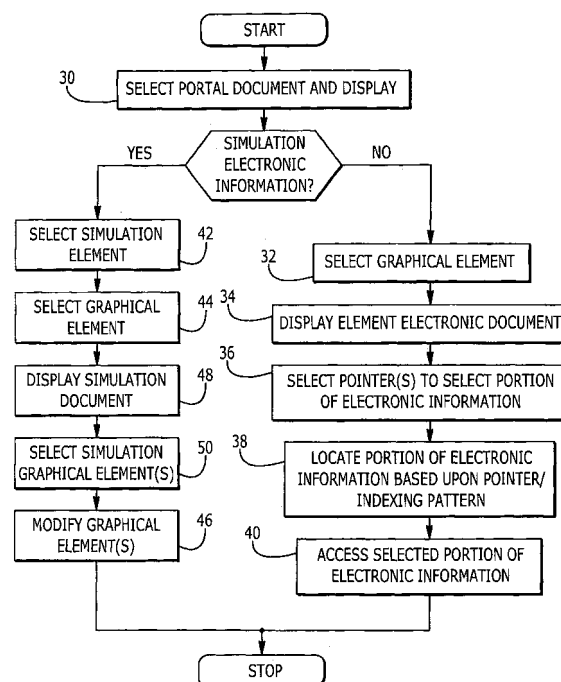 START
30
SELECT PORTAL DOCUMENT AND DISPLAY
SIMULATION
ELECTRONIC
INFORMATION?
YES
NO
SELECT SIMULATION
ELEMENT
42
SELECT GRAPHICAL
ELEMENT
44
DISPLAY SIMULATION
DOCUMENT
48
SELECT SIMULATION
GRAPHICAL ELEMENT(S)
50
MODIFY GRAPHICAL
ELEMENT(S)
46
32
SELECT GRAPHICAL ELEMENT
34
DISPLAY ELEMENT ELECTRONIC DOCUMENT
36
SELECT POINTER(S) TO SELECT PORTION
OF ELECTRONIC INFORMATION
38
LOCATE PORTION OF ELECTRONIC
INFORMATION BASED UPON POINTER/
INDEXING PATTERN
40
ACCESS SELECTED PORTION OF
ELECTRONIC INFORMATION
STOP